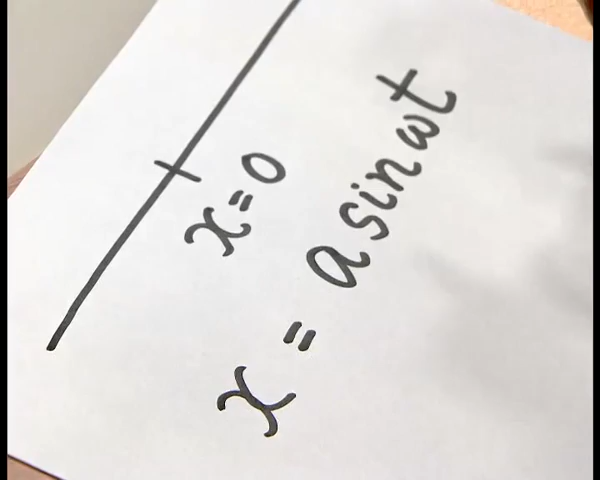 x=0
x = a sin ωt